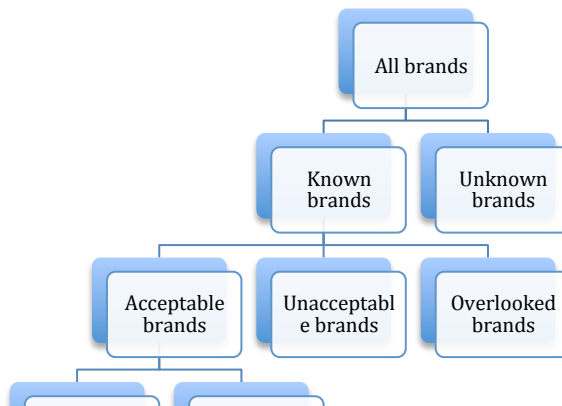 All brands
Known
brands
Unknown
brands
Acceptable
brands
Unacceptabl
e brands
Overlooked
brands